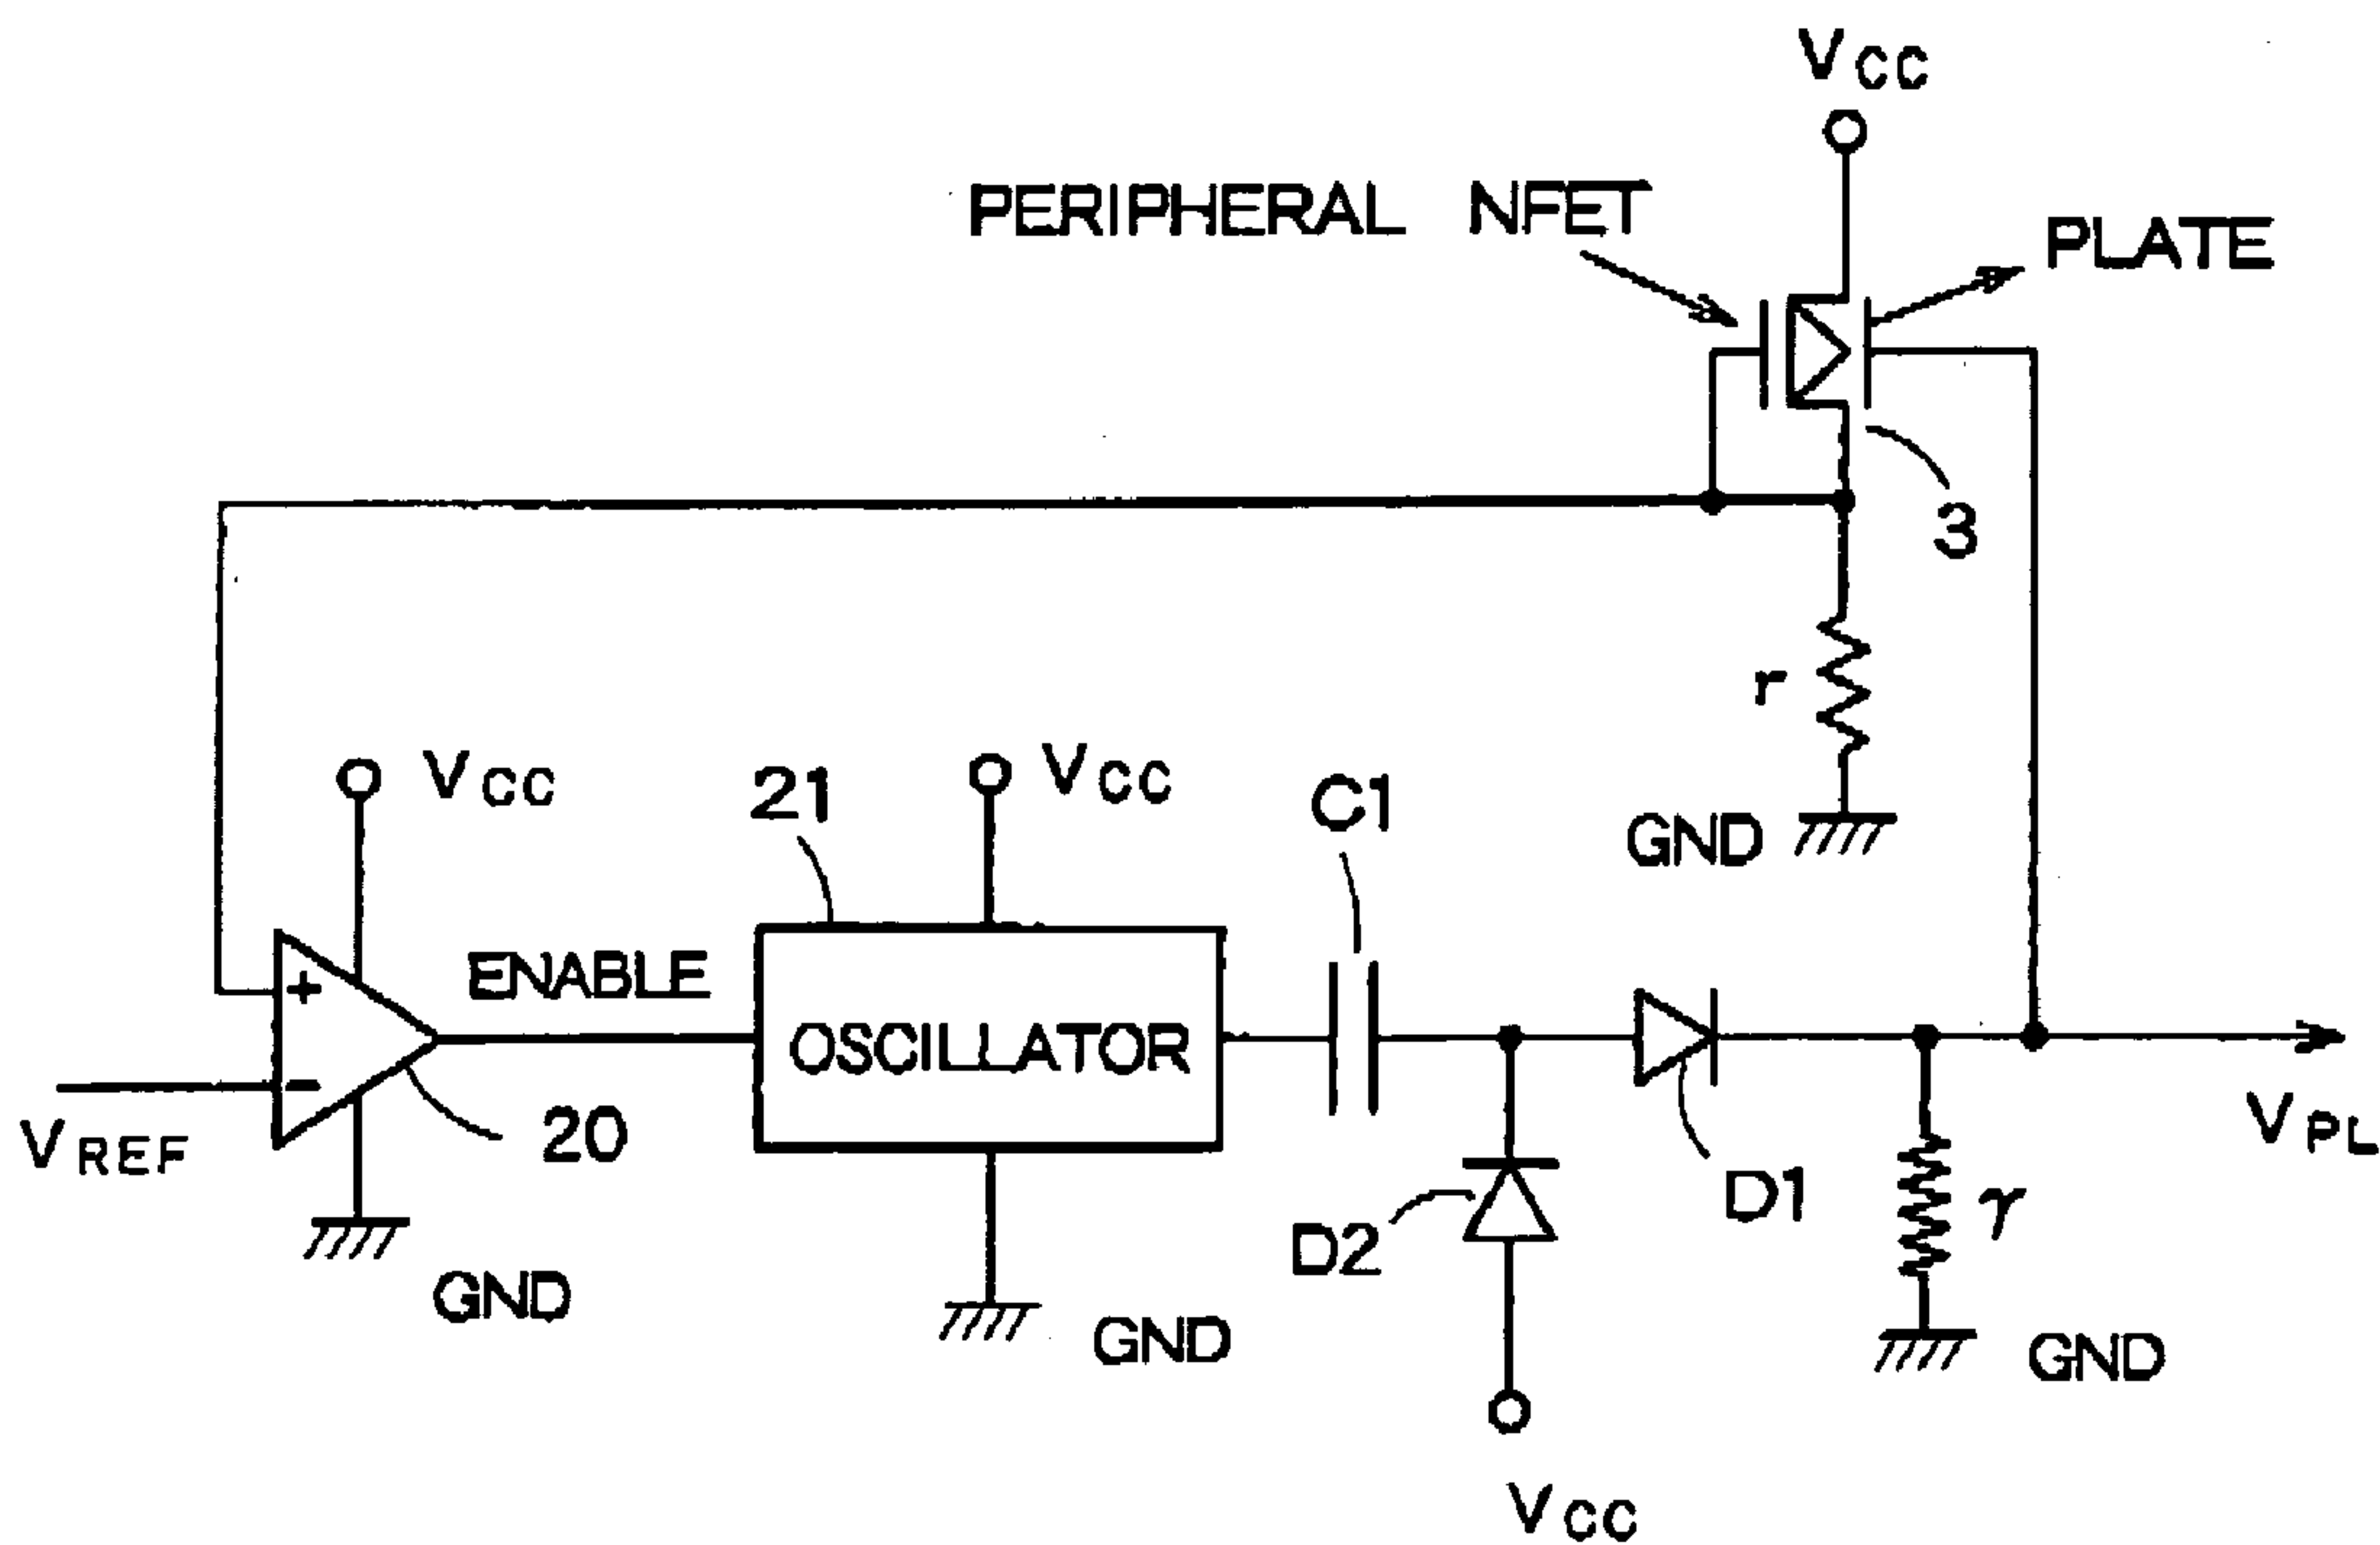 VCC
PERIPHERAL NFET
PLATE
3
r
GND
VCC
21
VCC
C1
+
ENABLE
OSCILLATOR
−
VREF
20
GND
GND
D2
D1
γ
VPL
GND
VCC